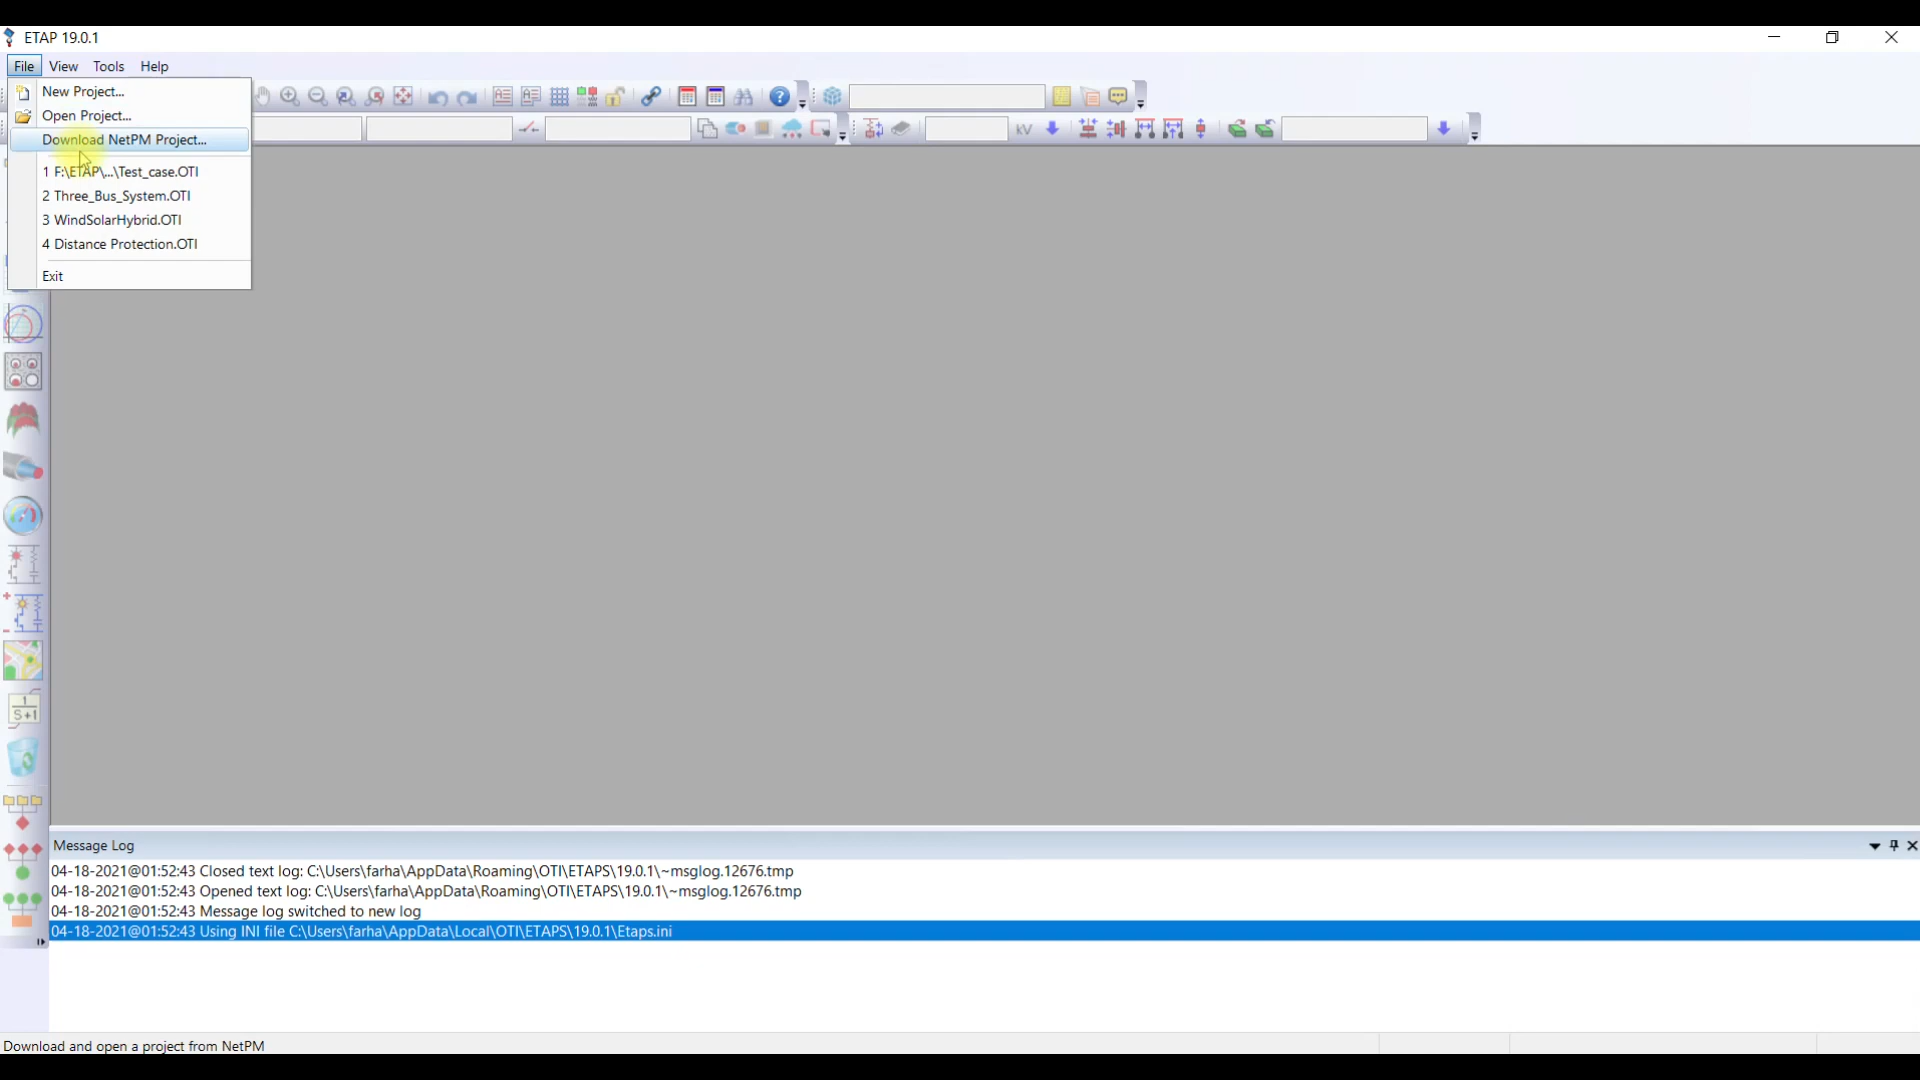 ETAP 19.0.1
File View Tools Help
New Project...
Open Project...
Download NetPM Project...
1 F:\ETAP\...\Test_case.OTI
2 Three_Bus_System.OTI
3 WindSolarHybrid.OTI
4 Distance Protection.OTI
Exit
kV
1
S+1
Message Log
04-18-2021@01:52:43 Closed text log: C:\Users\farha\AppData\Roaming\OTI\ETAPS\19.0.1\~msglog.12676.tmp
04-18-2021@01:52:43 Opened text log: C:\Users\farha\AppData\Roaming\OTI\ETAPS\19.0.1\~msglog.12676.tmp
04-18-2021@01:52:43 Message log switched to new log
04-18-2021@01:52:43 Using INI file C:\Users\farha\AppData\Local\OTI\ETAPS\19.0.1\Etaps.ini
Download and open a project from NetPM